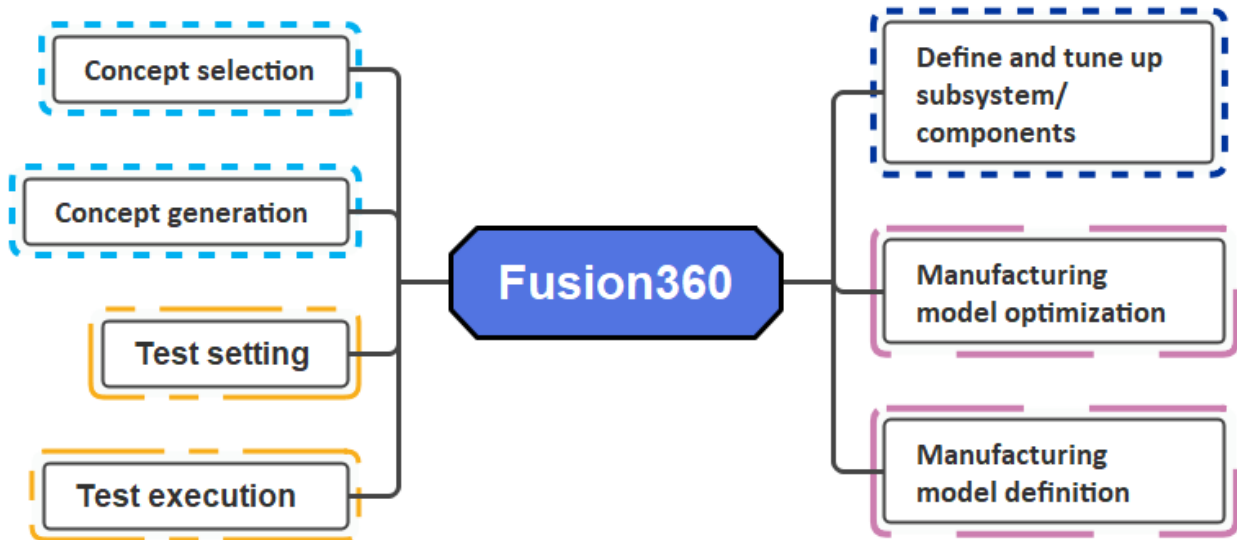 Concept selection
Concept generation
Test setting
Test execution
Fusion360
Define and tune up
subsystem/
components
Manufacturing
model optimization
Manufacturing
model definition